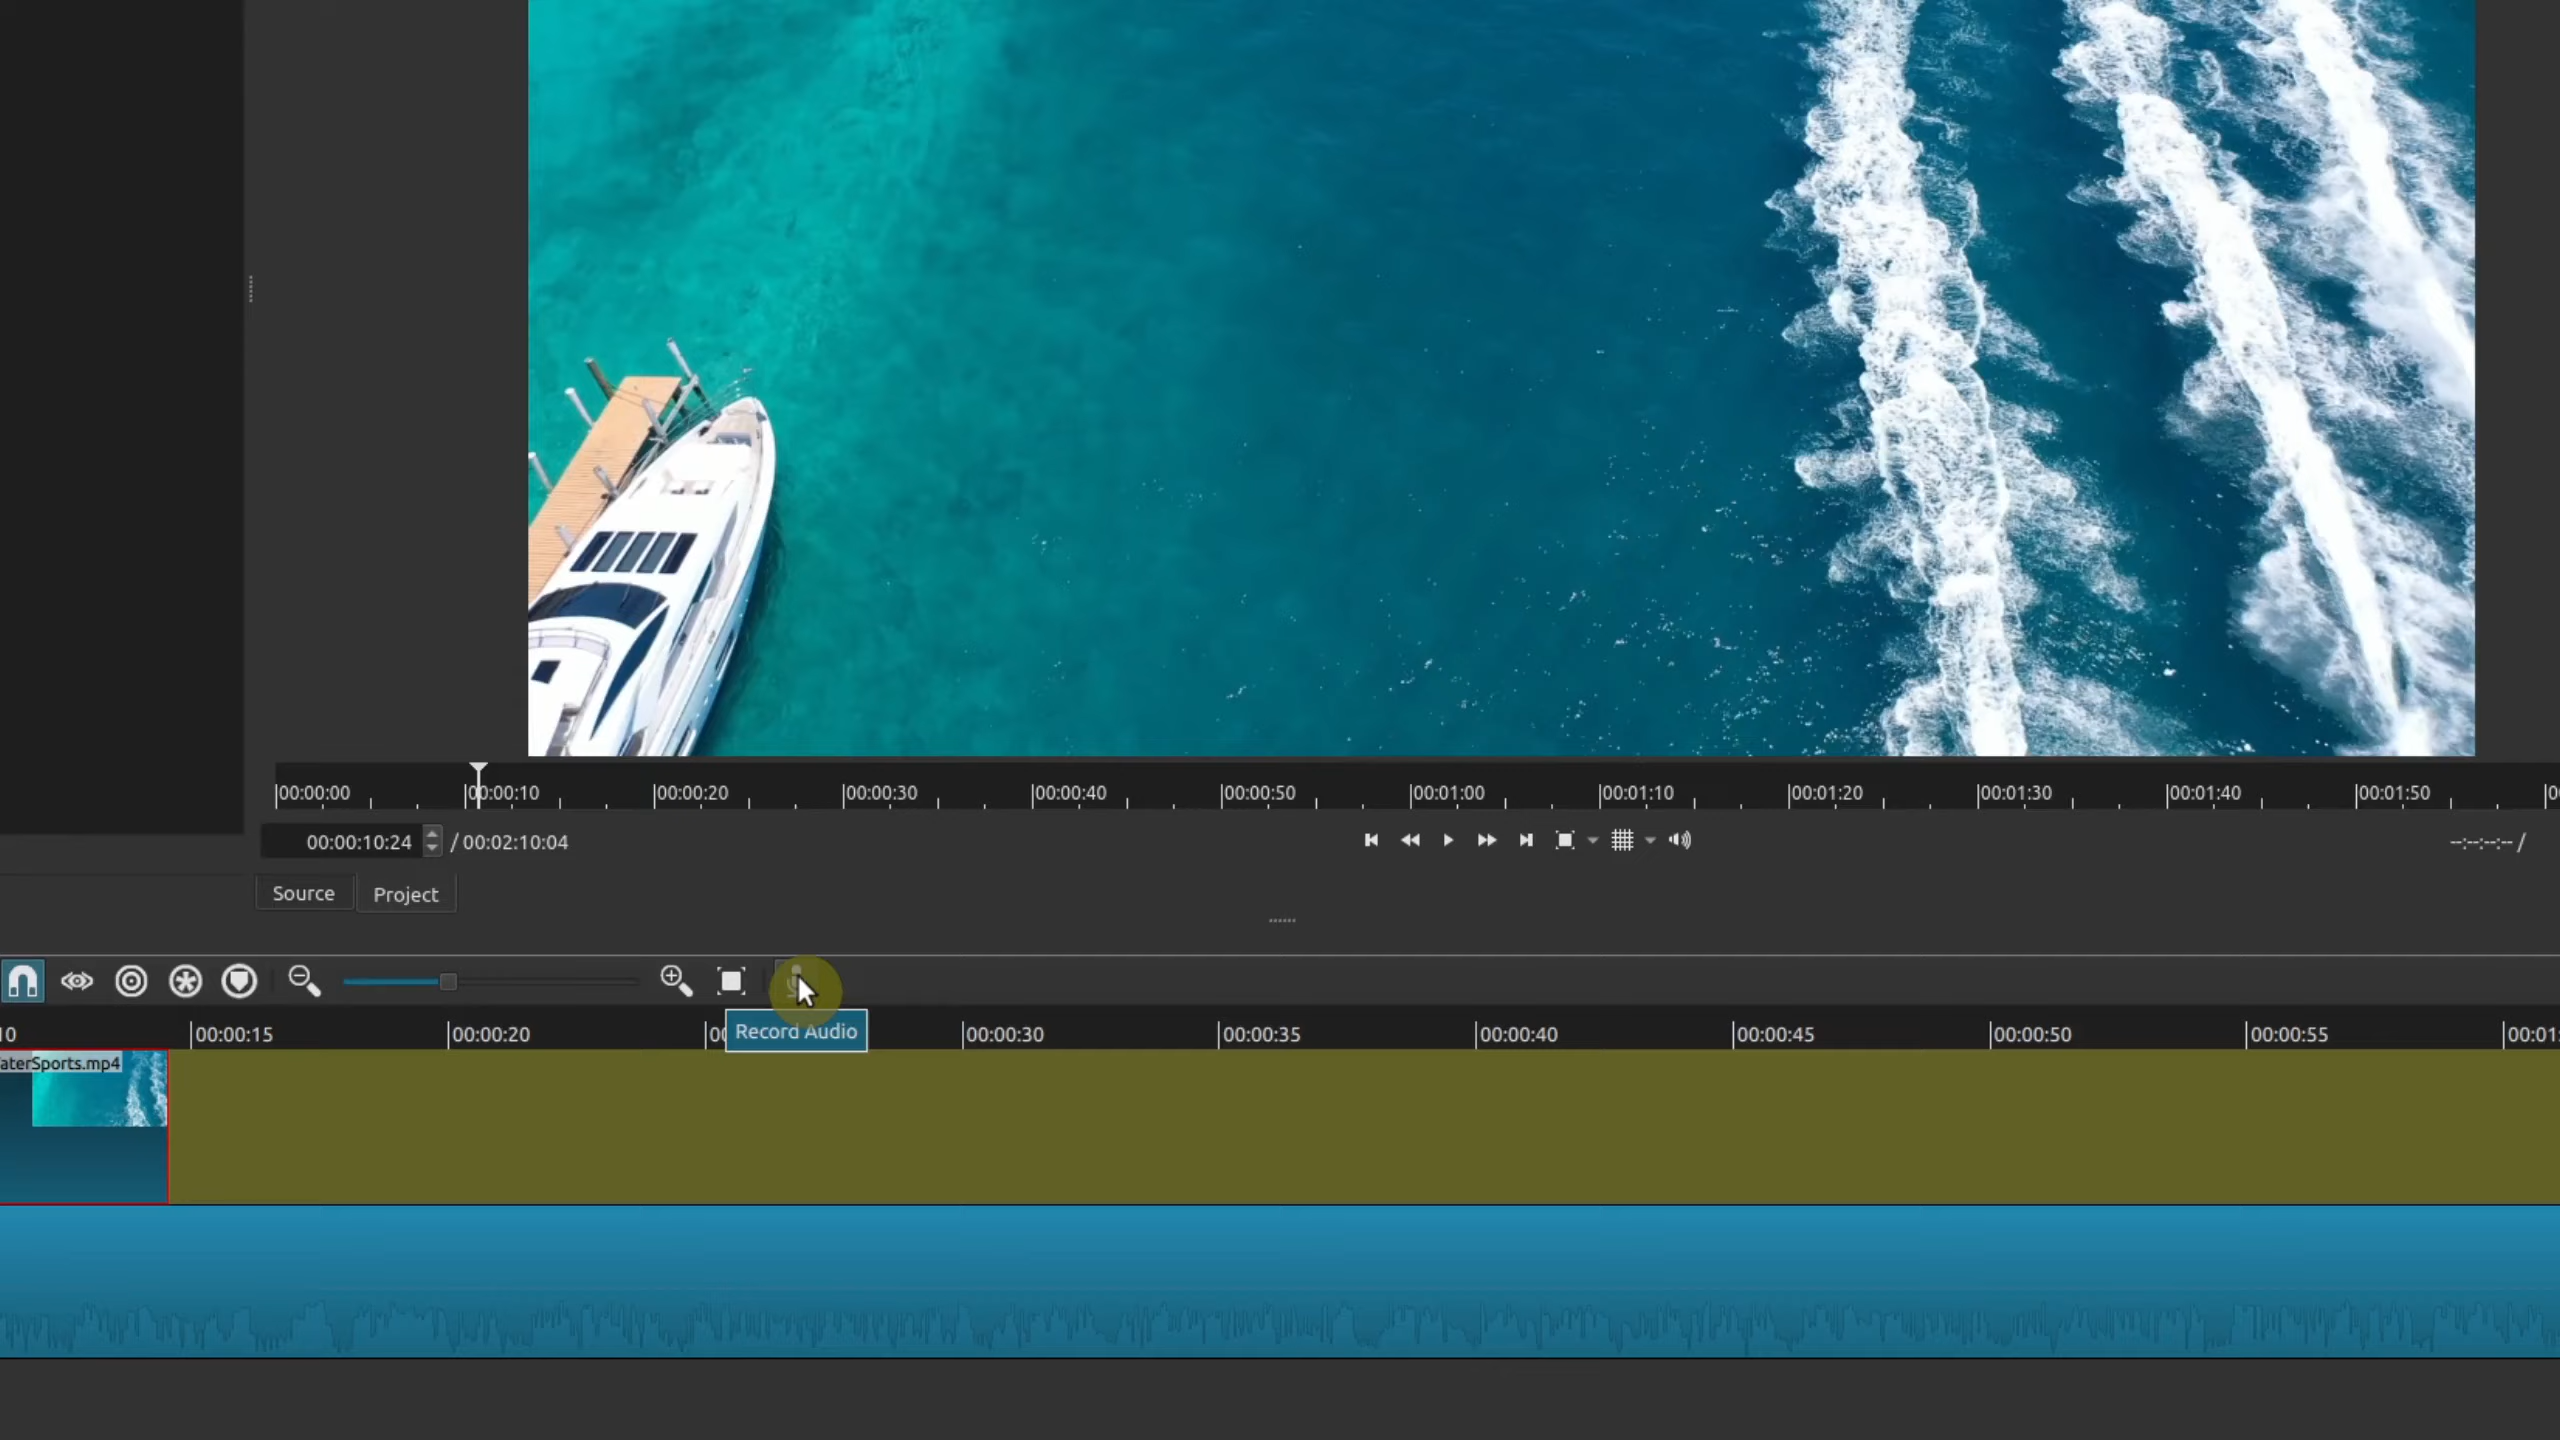 00:00:00 00:00:10 00:00:20 00:00:30 00:00:40 00:00:50 00:01:00 00:01:10 00:01:20 00:01:30 00:01:40 00:01:50
00:00:10:24 / 00:02:10:04 --:--:--:-- /
Source Project
Record Audio
10 00:00:15 00:00:20 00:00:30 00:00:35 00:00:40 00:00:45 00:00:50 00:00:55 00:01:
aterSports.mp4